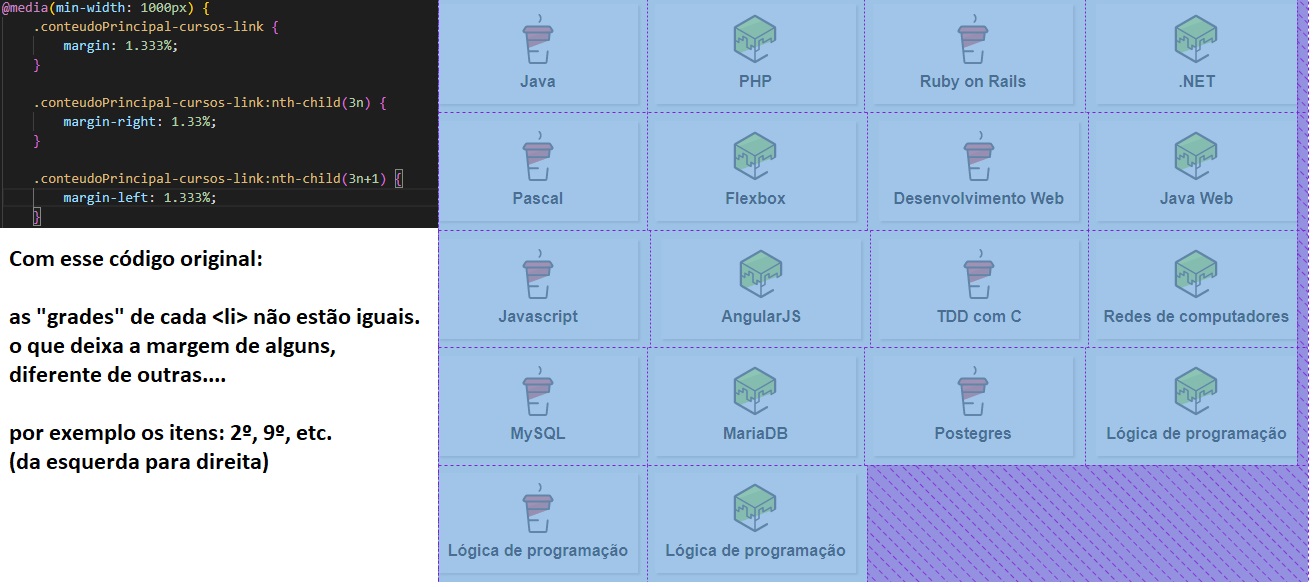 @media(min-width: 1000px) {
.conteudoPrincipal-cursos-link {
margin: 1.333%;
}
.conteudoPrincipal-cursos-link:nth-child(3n) {
margin-right: 1.33%;
}
.conteudoPrincipal-cursos-link:nth-child(3n+1) {
margin-left: 1.333%;
}
Com esse código original:
as "grades" de cada <li> não estão iguais.
o que deixa a margem de alguns,
diferente de outras....
por exemplo os itens: 2º, 9º, etc.
(da esquerda para direita)
Java PHP Ruby on Rails .NET
Pascal Flexbox Desenvolvimento Web Java Web
Javascript AngularJS TDD com C Redes de computadores
MySQL MariaDB Postegres Lógica de programação
Lógica de programação Lógica de programação